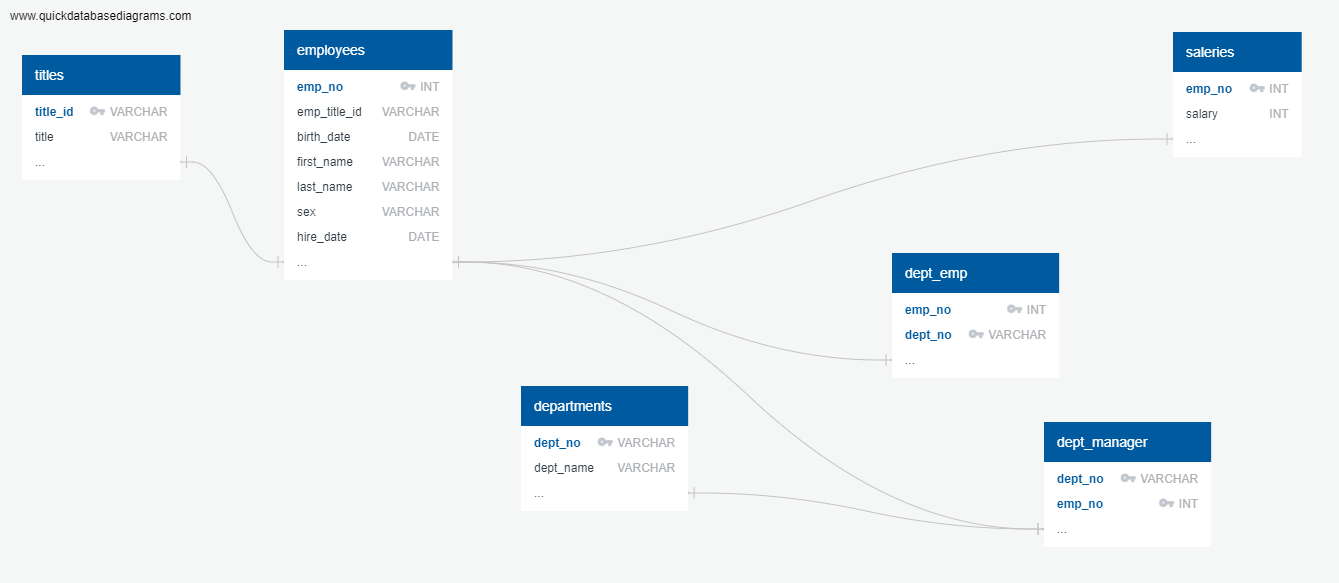 www.quickdatabasediagrams.com
titles
title_id VARCHAR
title VARCHAR
...
employees
emp_no INT
emp_title_id VARCHAR
birth_date DATE
first_name VARCHAR
last_name VARCHAR
sex VARCHAR
hire_date DATE
...
saleries
emp_no INT
salary INT
...
dept_emp
emp_no INT
dept_no VARCHAR
...
departments
dept_no VARCHAR
dept_name VARCHAR
...
dept_manager
dept_no VARCHAR
emp_no INT
...